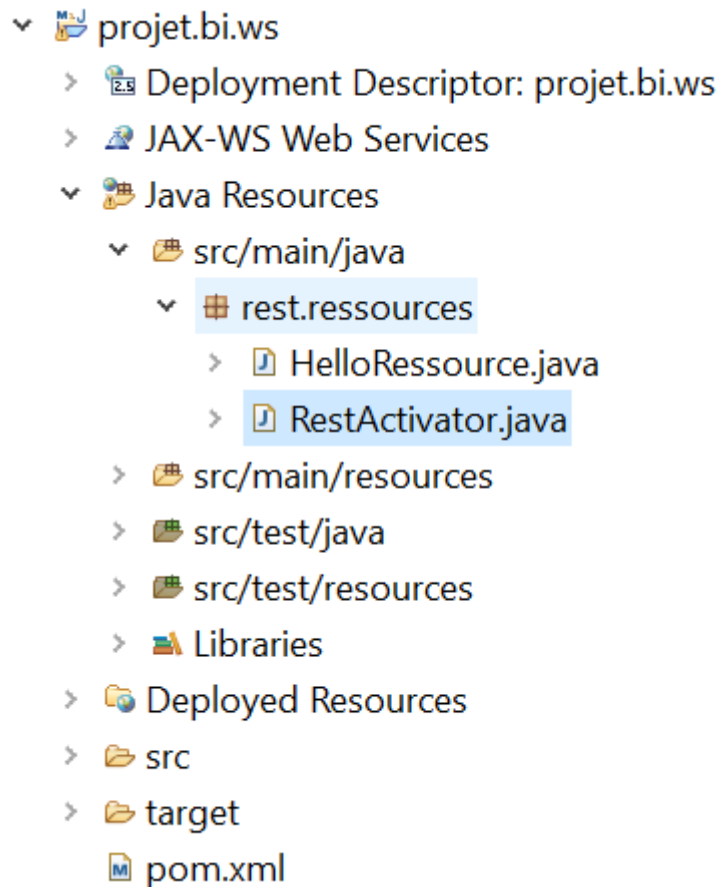 projet.bi.ws
Deployment Descriptor: projet.bi.ws
JAX-WS Web Services
Java Resources
src/main/java
rest.ressources
HelloRessource.java
RestActivator.java
src/main/resources
src/test/java
src/test/resources
Libraries
Deployed Resources
src
target
pom.xml